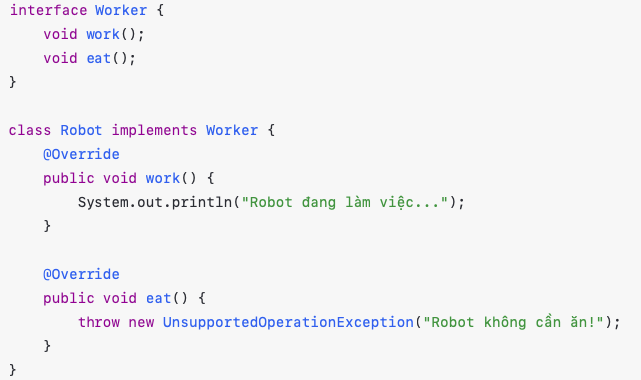 interface Worker {
    void work();
    void eat();
}

class Robot implements Worker {
    @Override
    public void work() {
        System.out.println("Robot đang làm việc...");
    }

    @Override
    public void eat() {
        throw new UnsupportedOperationException("Robot không cần ăn!");
    }
}